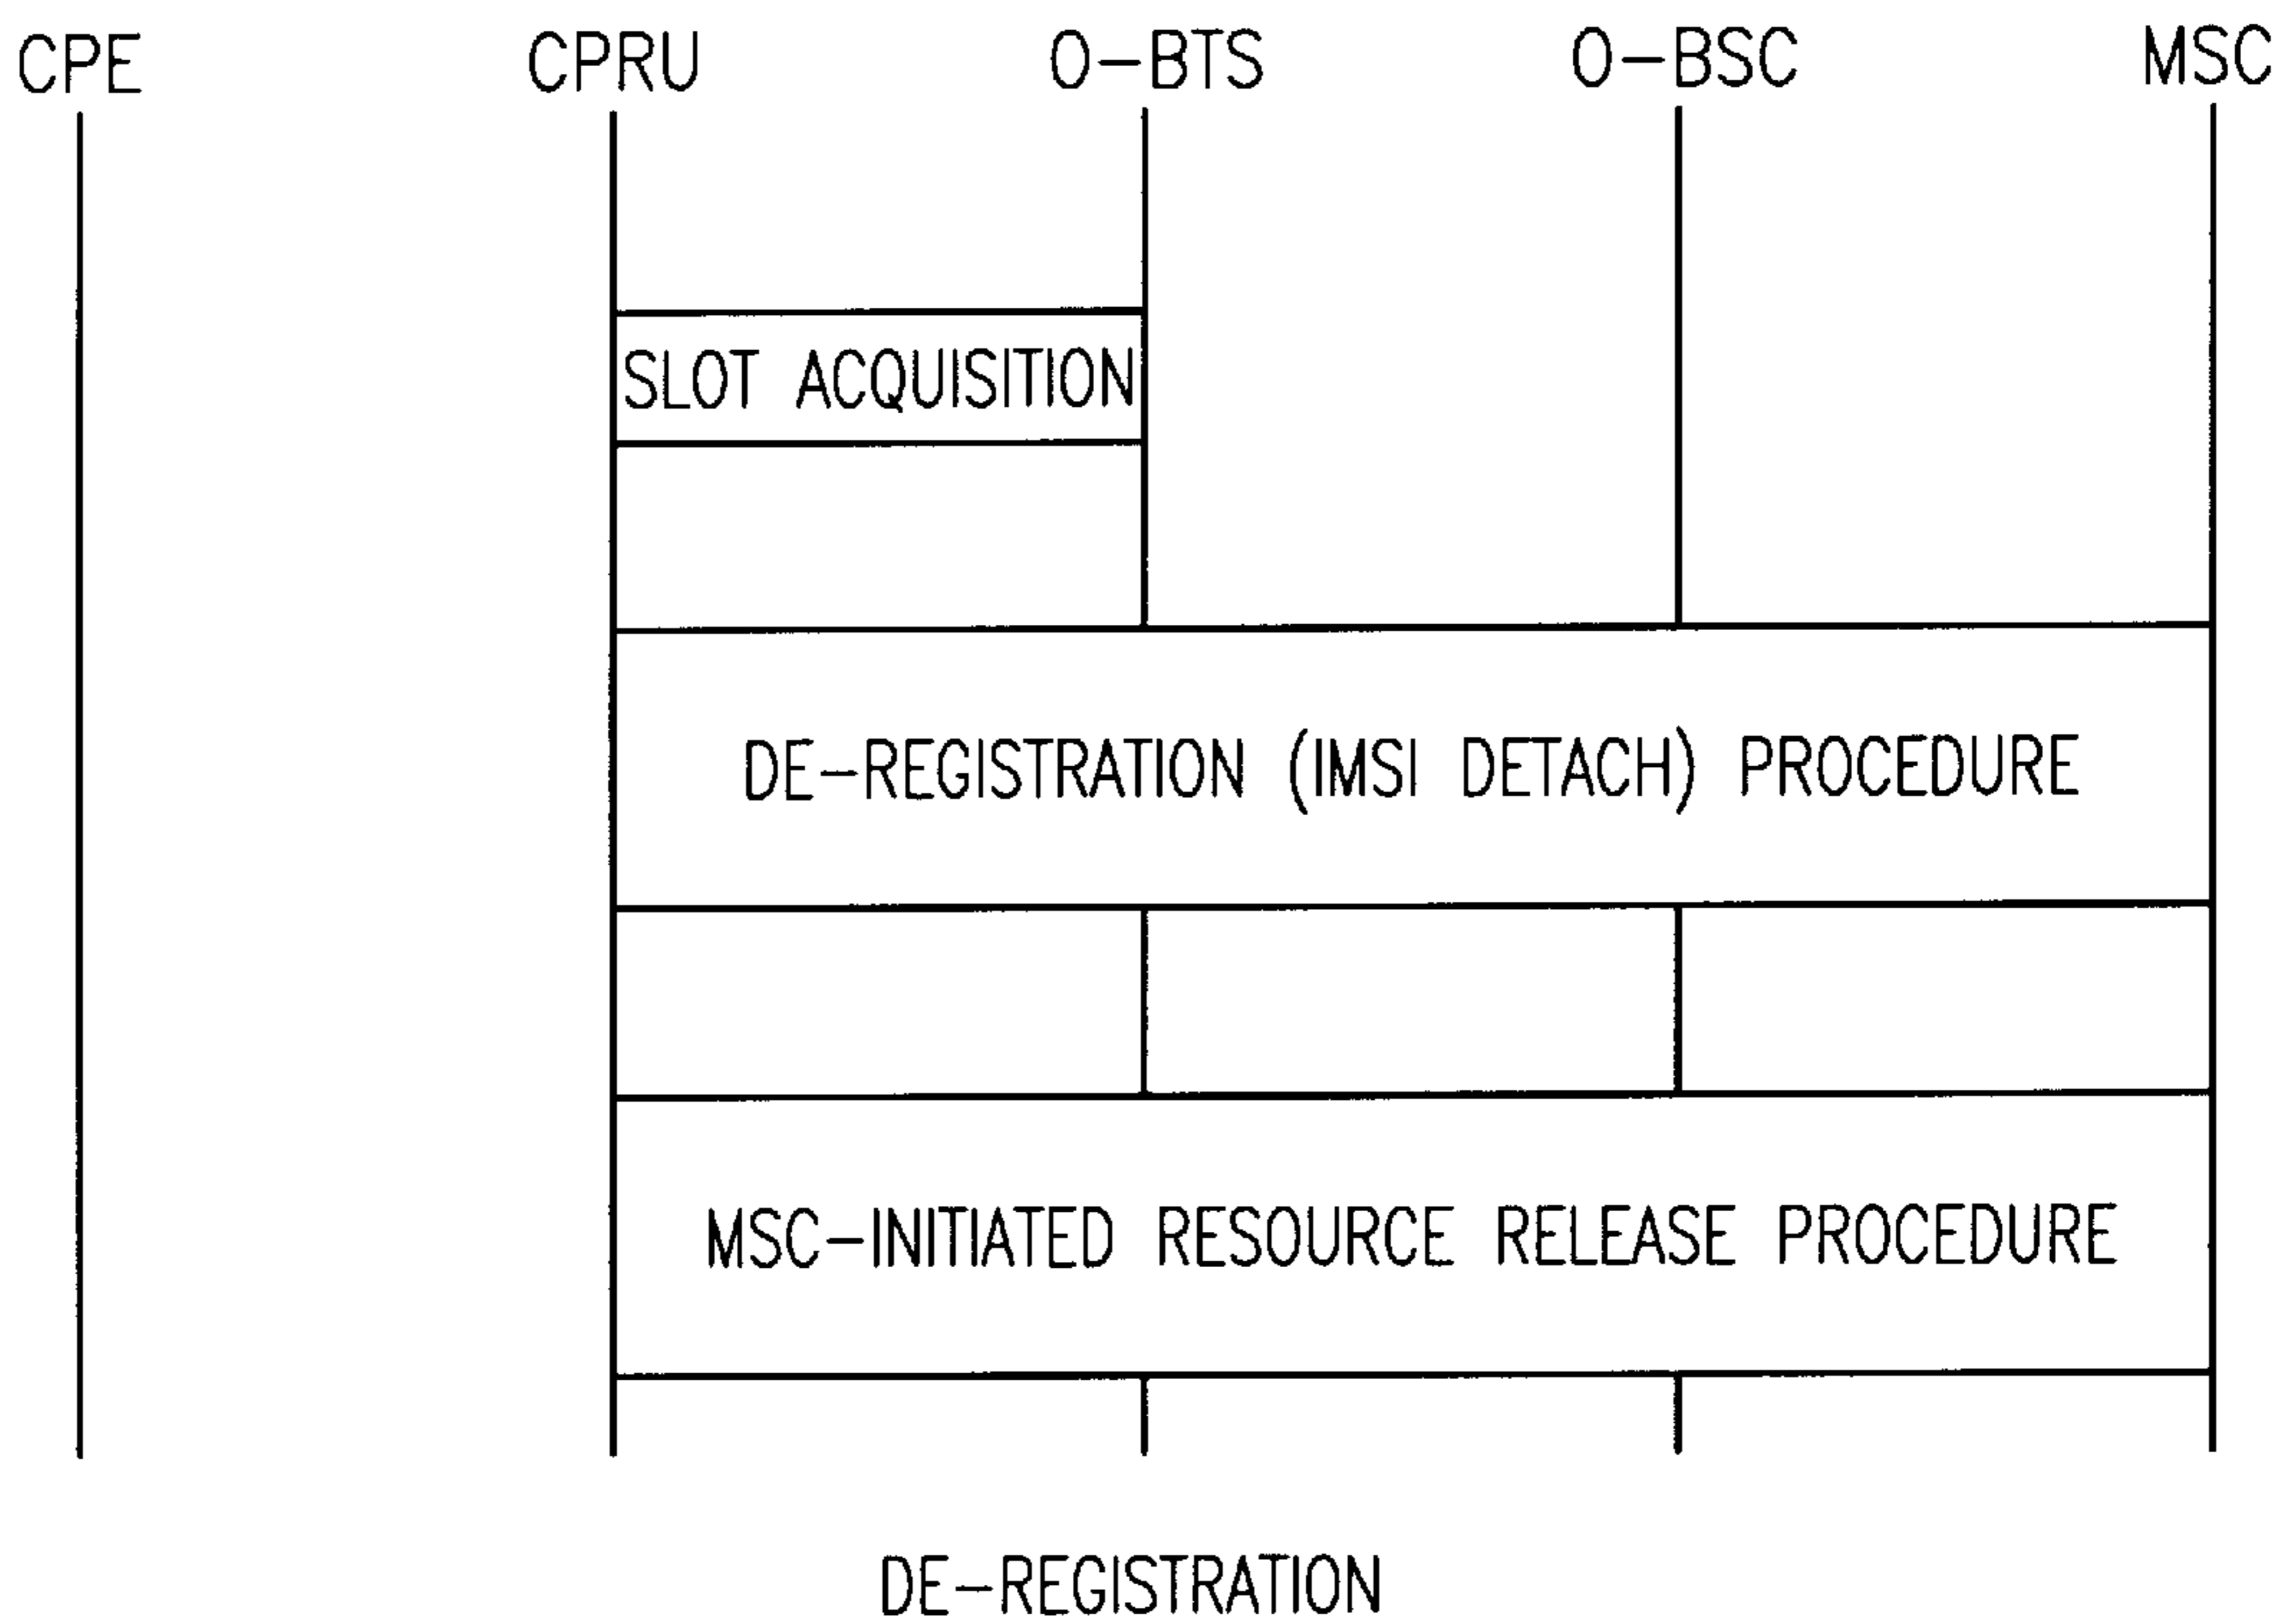 CPE CPRU O-BTS O-BSC MSC
SLOT ACQUISITION
DE-REGISTRATION (IMSI DETACH) PROCEDURE
MSC-INITIATED RESOURCE RELEASE PROCEDURE
DE-REGISTRATION